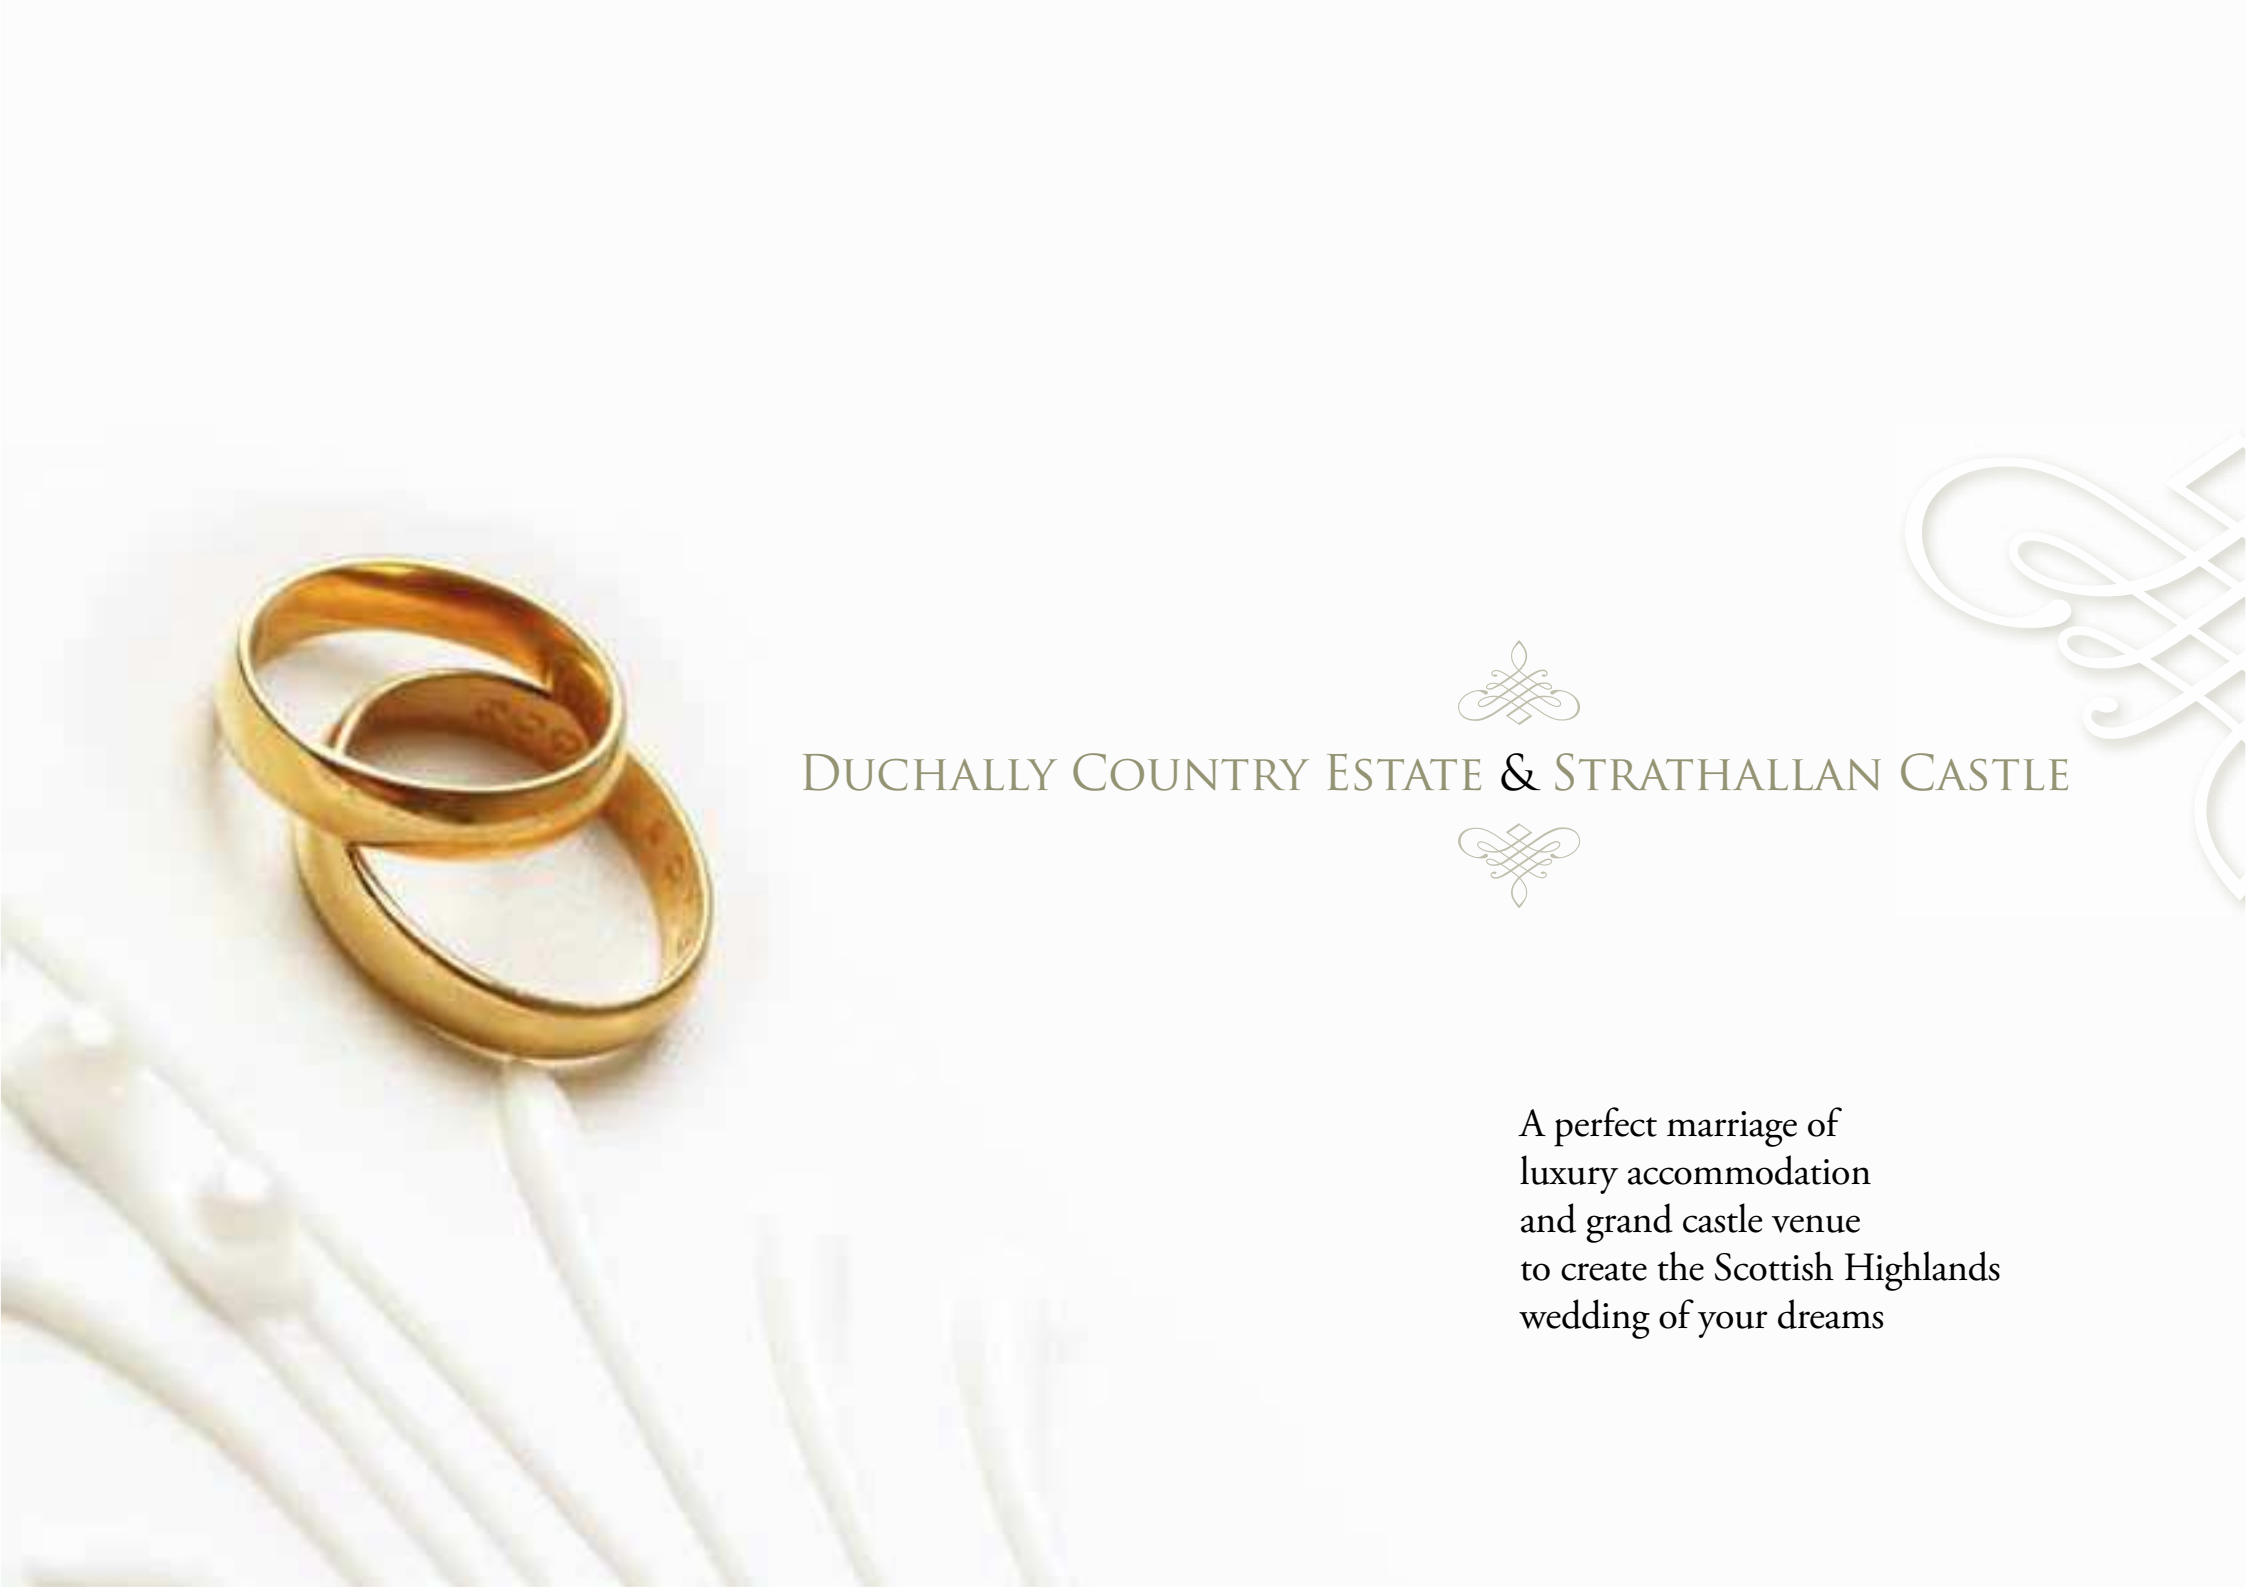 Duchally Country Estate & Strathallan Castle
A perfect marriage of
luxury accommodation
and grand castle venue
to create the Scottish Highlands
wedding of your dreams